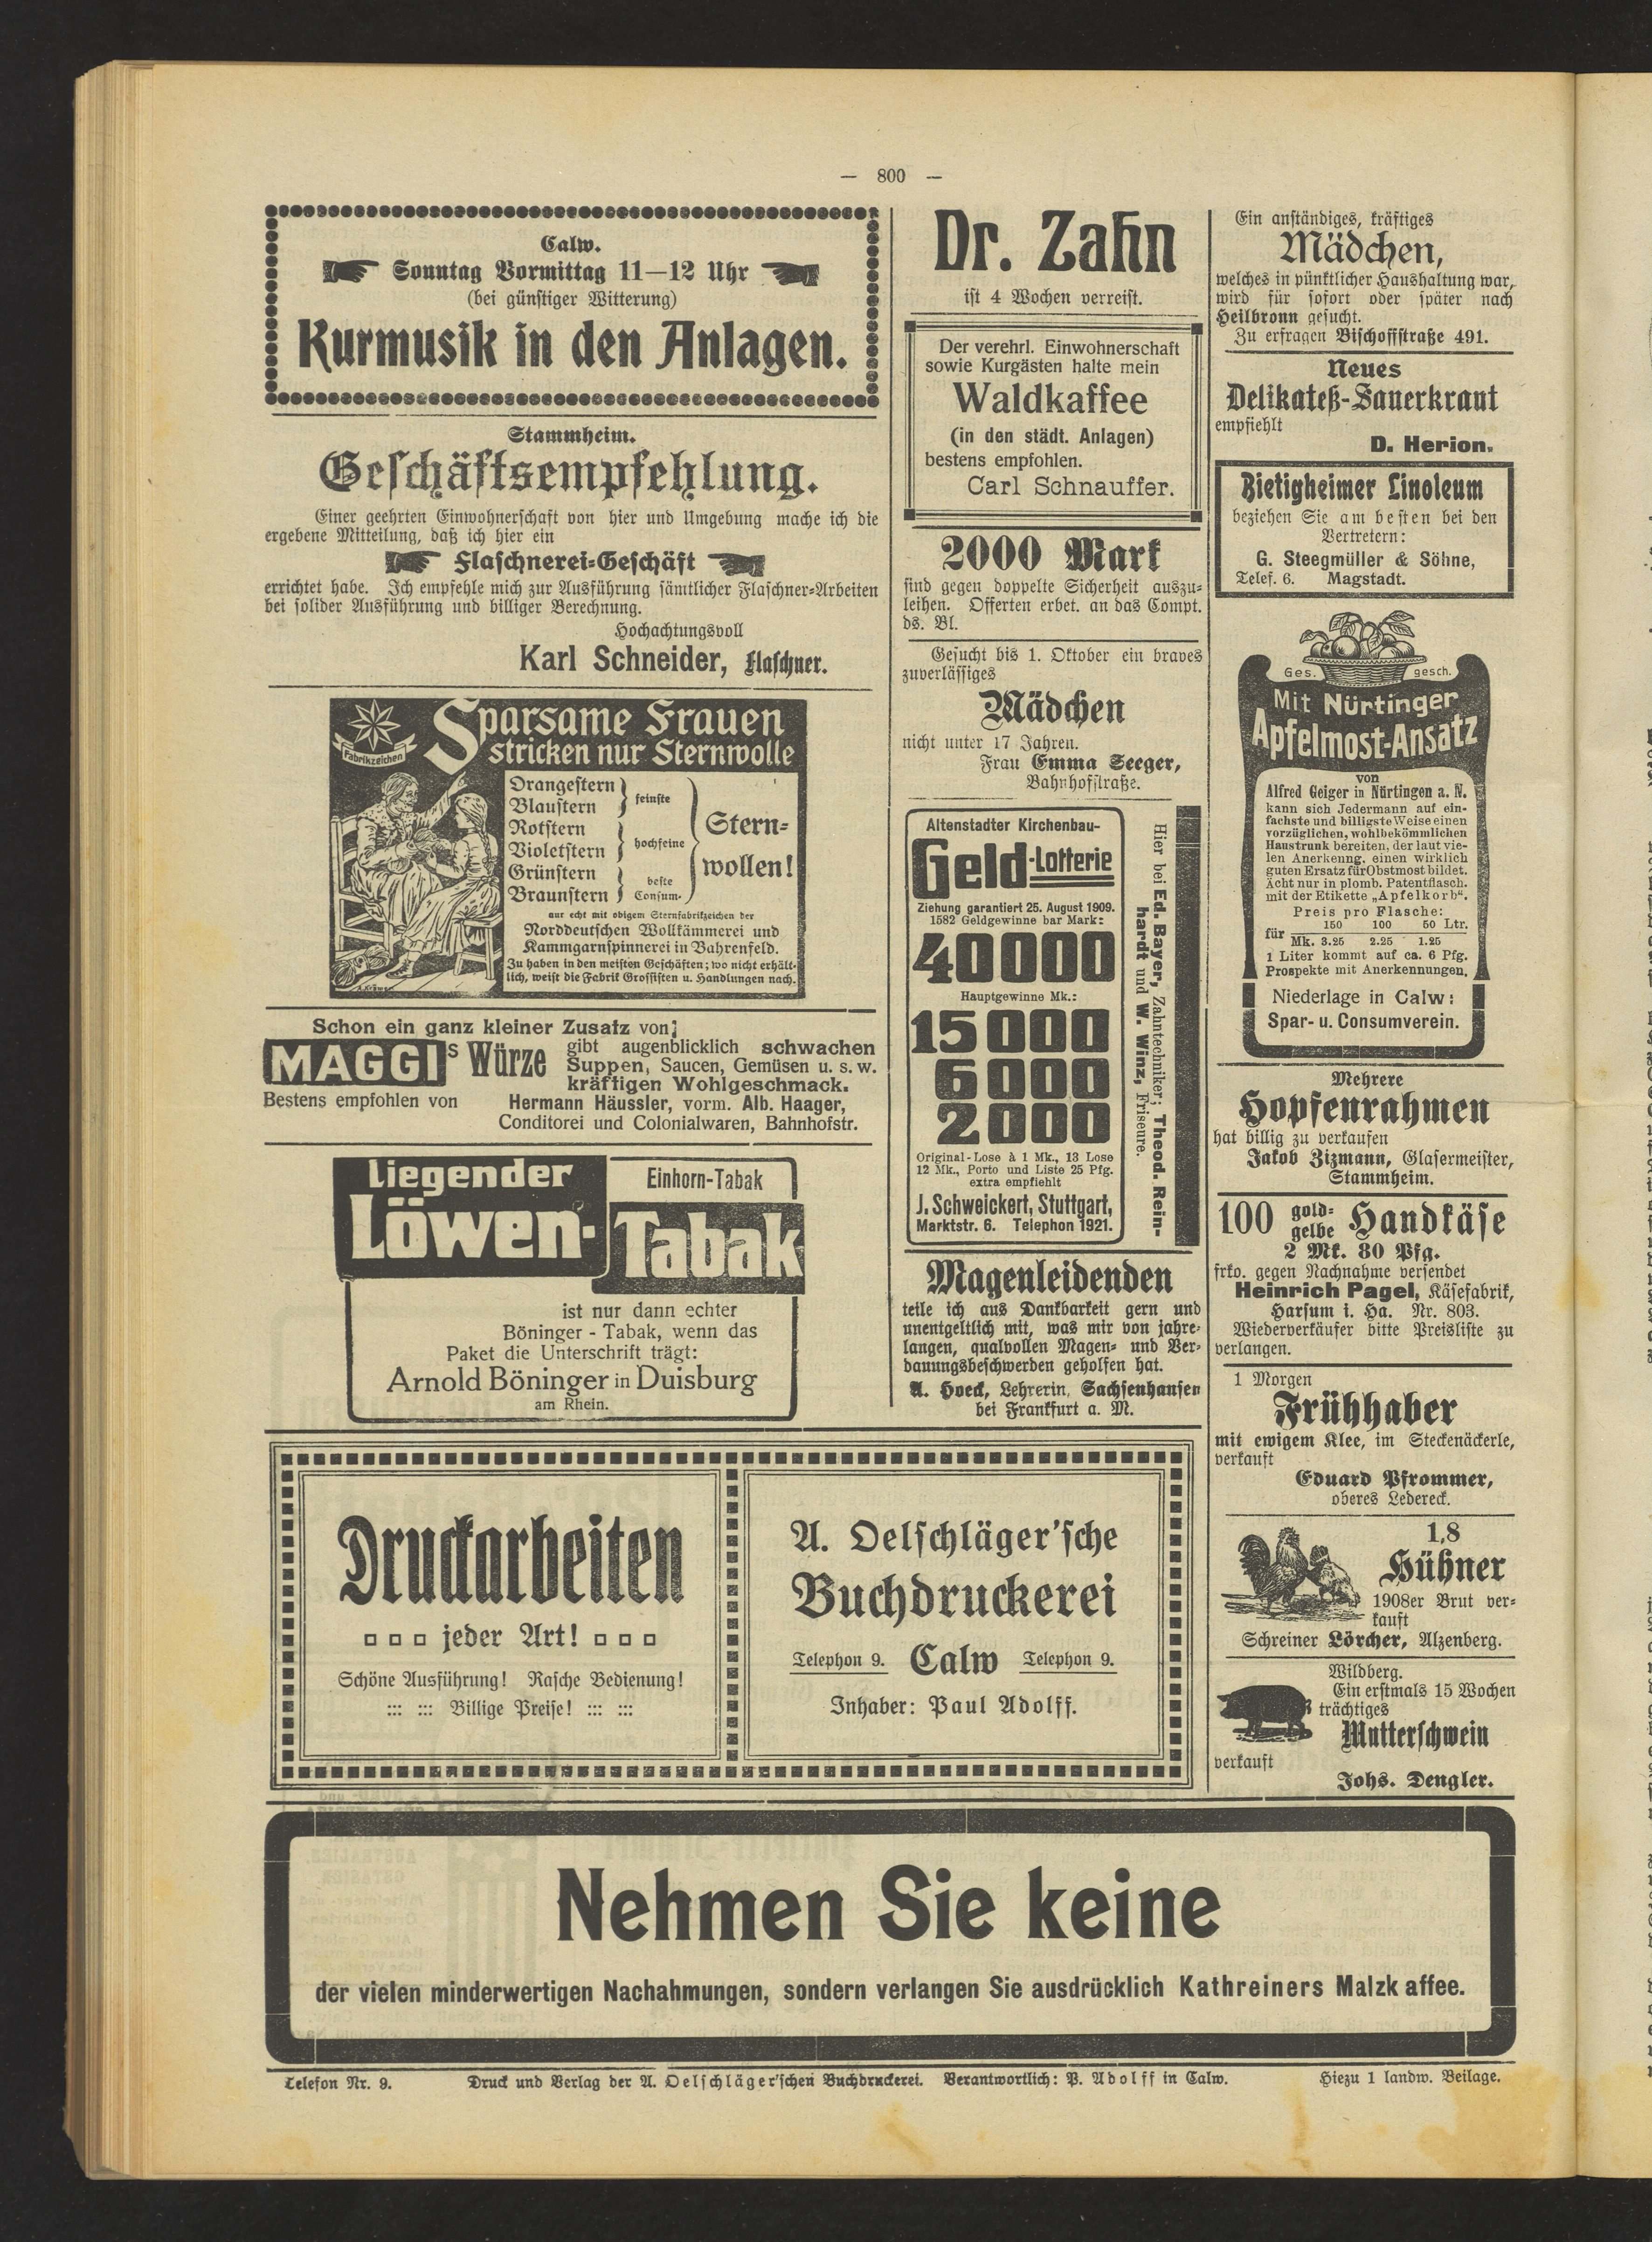 — 800 —
Calw.
Sonntag Vormittag 11—12 Uhr
(bei günstiger Witterung)
Kurmusik in den Anlagen.
Stammheim.
Geschäftsempfehlung.
Einer geehrten Einwohnerschaft von hier und Umgebung mache ich die
ergebene Mitteilung, daß ich hier ein
Flaschnerei-Geschäft
errichtet habe. Ich empfehle mich zur Ausführung sämtlicher Flaschner-Arbeiten
bei solider Ausführung und billiger Berechnung.
Hochachtungsvoll
Karl Schneider, Flaschner.
Fabrikzeichen
Sparsame Frauen
stricken nur Sternwolle
Orangestern
Blaustern
feinste
Rotstern
Violetstern
hochfeine
Grünstern
Braunstern
beste
Consum-
Stern-
wollen!
nur echt mit obigem Sternfabrikzeichen der
Norddeutschen Wollkämmerei und
Kammgarnspinnerei in Bahrenfeld.
Zu haben in den meisten Geschäften; wo nicht erhält-
lich, weist die Fabrik Grossisten u. Handlungen nach.
Schon ein ganz kleiner Zusatz von:
MAGGIs Würze
gibt augenblicklich schwachen
Suppen, Saucen, Gemüsen u. s. w.
kräftigen Wohlgeschmack.
Bestens empfohlen von
Hermann Häussler, vorm. Alb. Haager,
Conditorei und Colonialwaren, Bahnhofstr.
Liegender
Löwen-
Einhorn-Tabak
Tabak
ist nur dann echter
Böninger-Tabak, wenn das
Paket die Unterschrift trägt:
Arnold Böninger in Duisburg
am Rhein.
Dr. Zahn
ist 4 Wochen verreist.
Der verehrl. Einwohnerschaft
sowie Kurgästen halte mein
Waldkaffee
(in den städt. Anlagen)
bestens empfohlen.
Carl Schnauffer.
2000 Mark
sind gegen doppelte Sicherheit auszu-
leihen. Offerten erbet. an das Compt.
ds. Bl.
Gesucht bis 1. Oktober ein braves
zuverlässiges
Mädchen
nicht unter 17 Jahren.
Frau Emma Seeger,
Bahnhofstraße.
Altenstadter Kirchenbau-
Geld-Lotterie
Ziehung garantiert 25. August 1909.
1582 Geldgewinne bar Mark:
40000
Hauptgewinne Mk.:
15000
6000
2000
Original-Lose à 1 Mk., 13 Lose
12 Mk., Porto und Liste 25 Pfg.
extra empfiehlt
J. Schweickert, Stuttgart,
Marktstr. 6. Telephon 1921.
Hier bei Ed. Bayer, Zahntechniker; Theod. Rein-
hardt und W. Winz, Friseure.
Magenleidenden
teile ich aus Dankbarkeit gern und
unentgeltlich mit, was mir von jahre-
langen, qualvollen Magen- und Ver-
dauungsbeschwerden geholfen hat.
A. Hoeck, Lehrerin, Sachsenhausen
bei Frankfurt a. M.
Ein anständiges, kräftiges
Mädchen,
welches in pünktlicher Haushaltung war,
wird für sofort oder später nach
Heilbronn gesucht.
Zu erfragen Bischoffstraße 491.
Neues
Delikateß-Sauerkraut
empfiehlt
D. Herion.
Bietigheimer Linoleum
beziehen Sie am besten bei den
Vertretern:
G. Steegmüller & Söhne,
Telef. 6. Magstadt.
Ges. gesch.
Mit Nürtinger
Apfelmost-Ansatz
von
Alfred Geiger in Nürtingen a. N.
kann sich Jedermann auf ein-
fachste und billigste Weise einen
vorzüglichen, wohlbekömmlichen
Haustrunk bereiten, der laut vie-
len Anerkenng. einen wirklich
guten Ersatz für Obstmost bildet.
Ächt nur in plomb. Patentflasch.
mit der Etikette „Apfelkorb“.
Preis pro Flasche:
für 150 100 50 Ltr.
Mk. 3.25 2.25 1.25
1 Liter kommt auf ca. 6 Pfg.
Prospekte mit Anerkennungen.
Niederlage in Calw:
Spar- u. Consumverein.
Mehrere
Hopfenrahmen
hat billig zu verkaufen
Jakob Zizmann, Glasermeister,
Stammheim.
100 gold-
gelbe Handkäse
2 Mk. 80 Pfg.
frko. gegen Nachnahme versendet
Heinrich Pagel, Käsefabrik,
Harsum i. Ha. Nr. 803.
Wiederverkäufer bitte Preisliste zu
verlangen.
1 Morgen
Frühhaber
mit ewigem Klee, im Steckenäckerle,
verkauft
Eduard Pfrommer,
oberes Ledereck.
1,8
Hühner
1908er Brut ver-
kauft
Schreiner Lörcher, Alzenberg.
Wildberg.
Ein erstmals 15 Wochen
trächtiges
Mutterschwein
verkauft
Johs. Dengler.
Druckarbeiten
jeder Art!
Schöne Ausführung! Rasche Bedienung!
::: ::: Billige Preise! ::: :::
A. Oelschläger'sche
Buchdruckerei
Telephon 9. Calw Telephon 9.
Inhaber: Paul Adolff.
Nehmen Sie keine
der vielen minderwertigen Nachahmungen, sondern verlangen Sie ausdrücklich Kathreiners Malzkaffee.
Telefon Nr. 9. Druck und Verlag der A. Oelschläger'schen Buchdruckerei. Verantwortlich: P. Adolff in Calw. Hiezu 1 landw. Beilage.